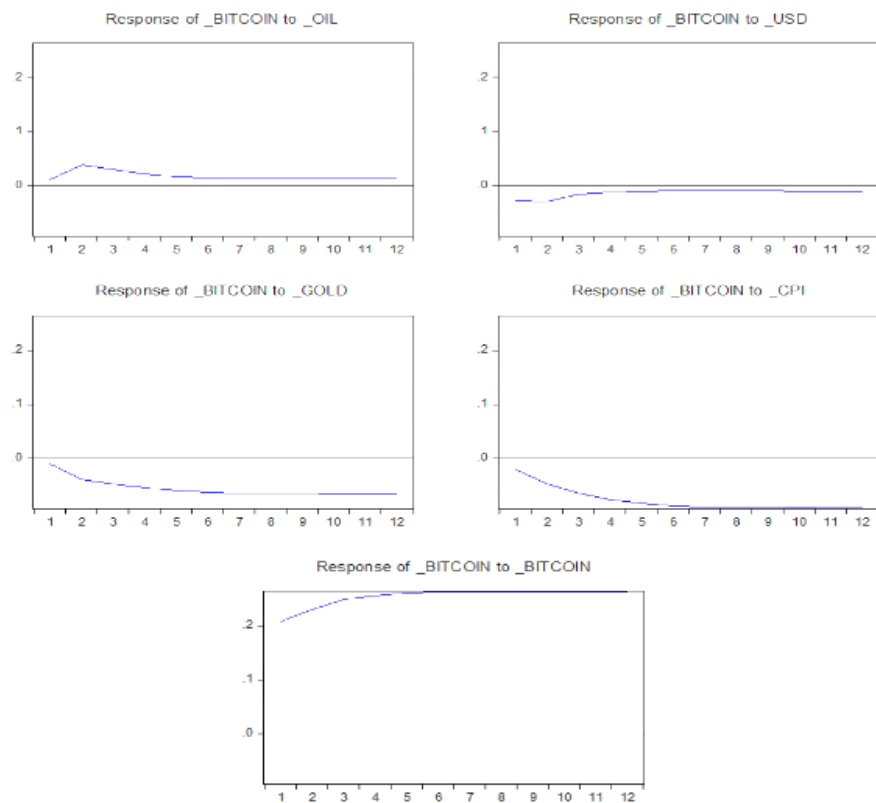 Response of _BITCOIN to _OIL
.2
.1
.0
1 2 3 4 5 6 7 8 9 10 11 12
Response of _BITCOIN to _USD
.2
.1
.0
1 2 3 4 5 6 7 8 9 10 11 12
Response of _BITCOIN to _GOLD
.2
.1
.0
1 2 3 4 5 6 7 8 9 10 11 12
Response of _BITCOIN to _CPI
.2
.1
.0
1 2 3 4 5 6 7 8 9 10 11 12
Response of _BITCOIN to _BITCOIN
.2
.1
.0
1 2 3 4 5 6 7 8 9 10 11 12